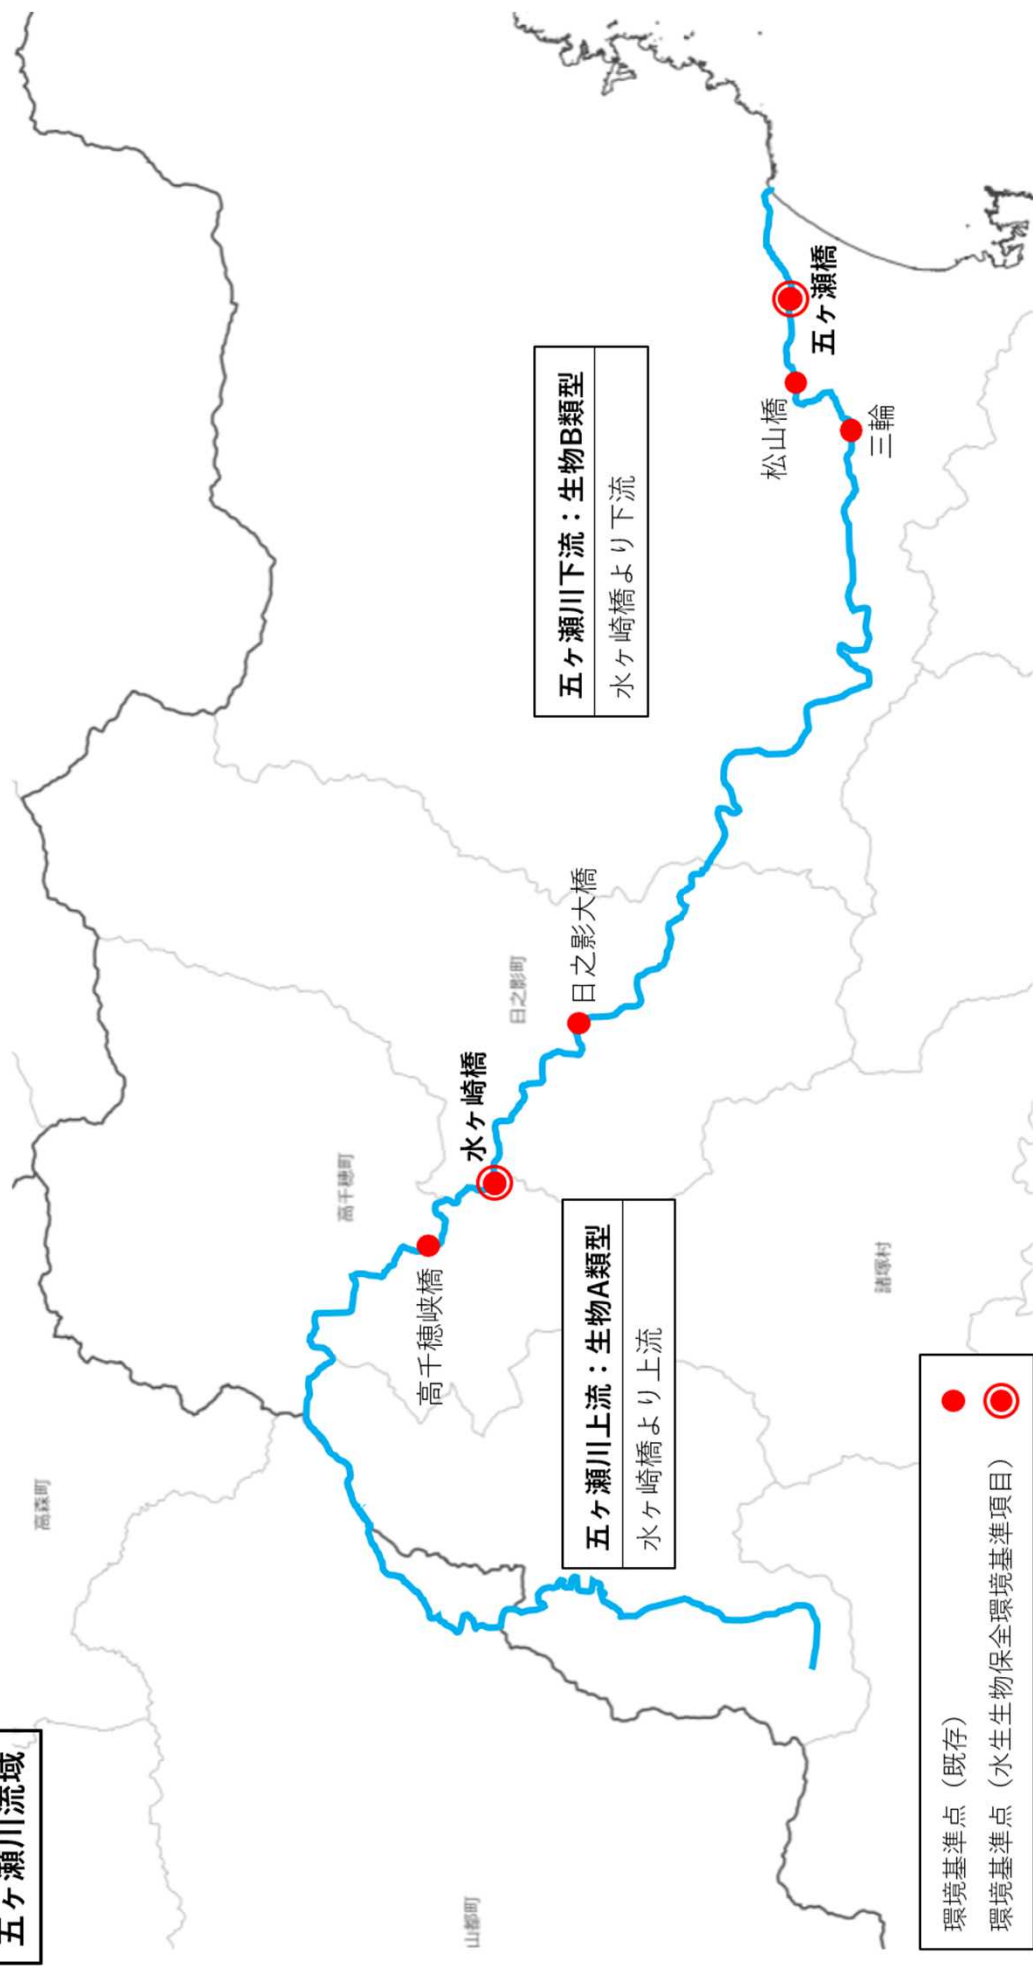 五ヶ瀬川流域
高森町
山都町
高千穂町
高千穂峡橋
水ヶ崎橋
日之影町
日之影大橋
諸塚村
五ヶ瀬川上流：生物A類型
水ヶ崎橋より上流
五ヶ瀬川下流：生物B類型
水ヶ崎橋より下流
松山橋
三輪
五ヶ瀬橋
環境基準点（既存）
環境基準点（水生生物保全環境基準項目）